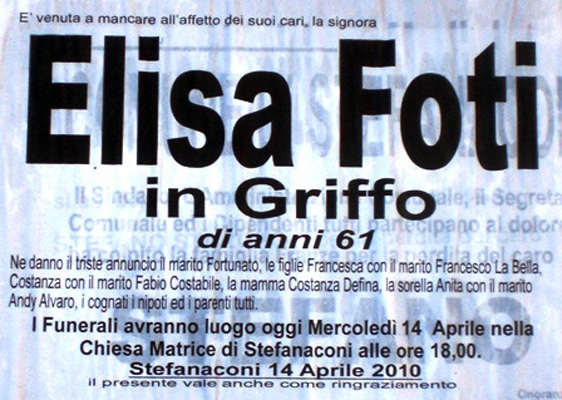 E' venuta a mancare all'affetto dei suoi cari, la signora
Elisa Foti
in Griffo
di anni 61
Ne danno il triste annuncio il marito Fortunato, le figlie Francesca con il marito Francesco La Bella,
Costanza con il marito Fabio Costabile, la mamma Costanza Defina, la sorella Anita con il marito
Andy Alvaro, i cognati i nipoti ed i parenti tutti.
I Funerali avranno luogo oggi Mercoledì 14 Aprile nella
Chiesa Matrice di Stefanaconi alle ore 18,00.
Stefanaconi 14 Aprile 2010
il presente vale anche come ringraziamento